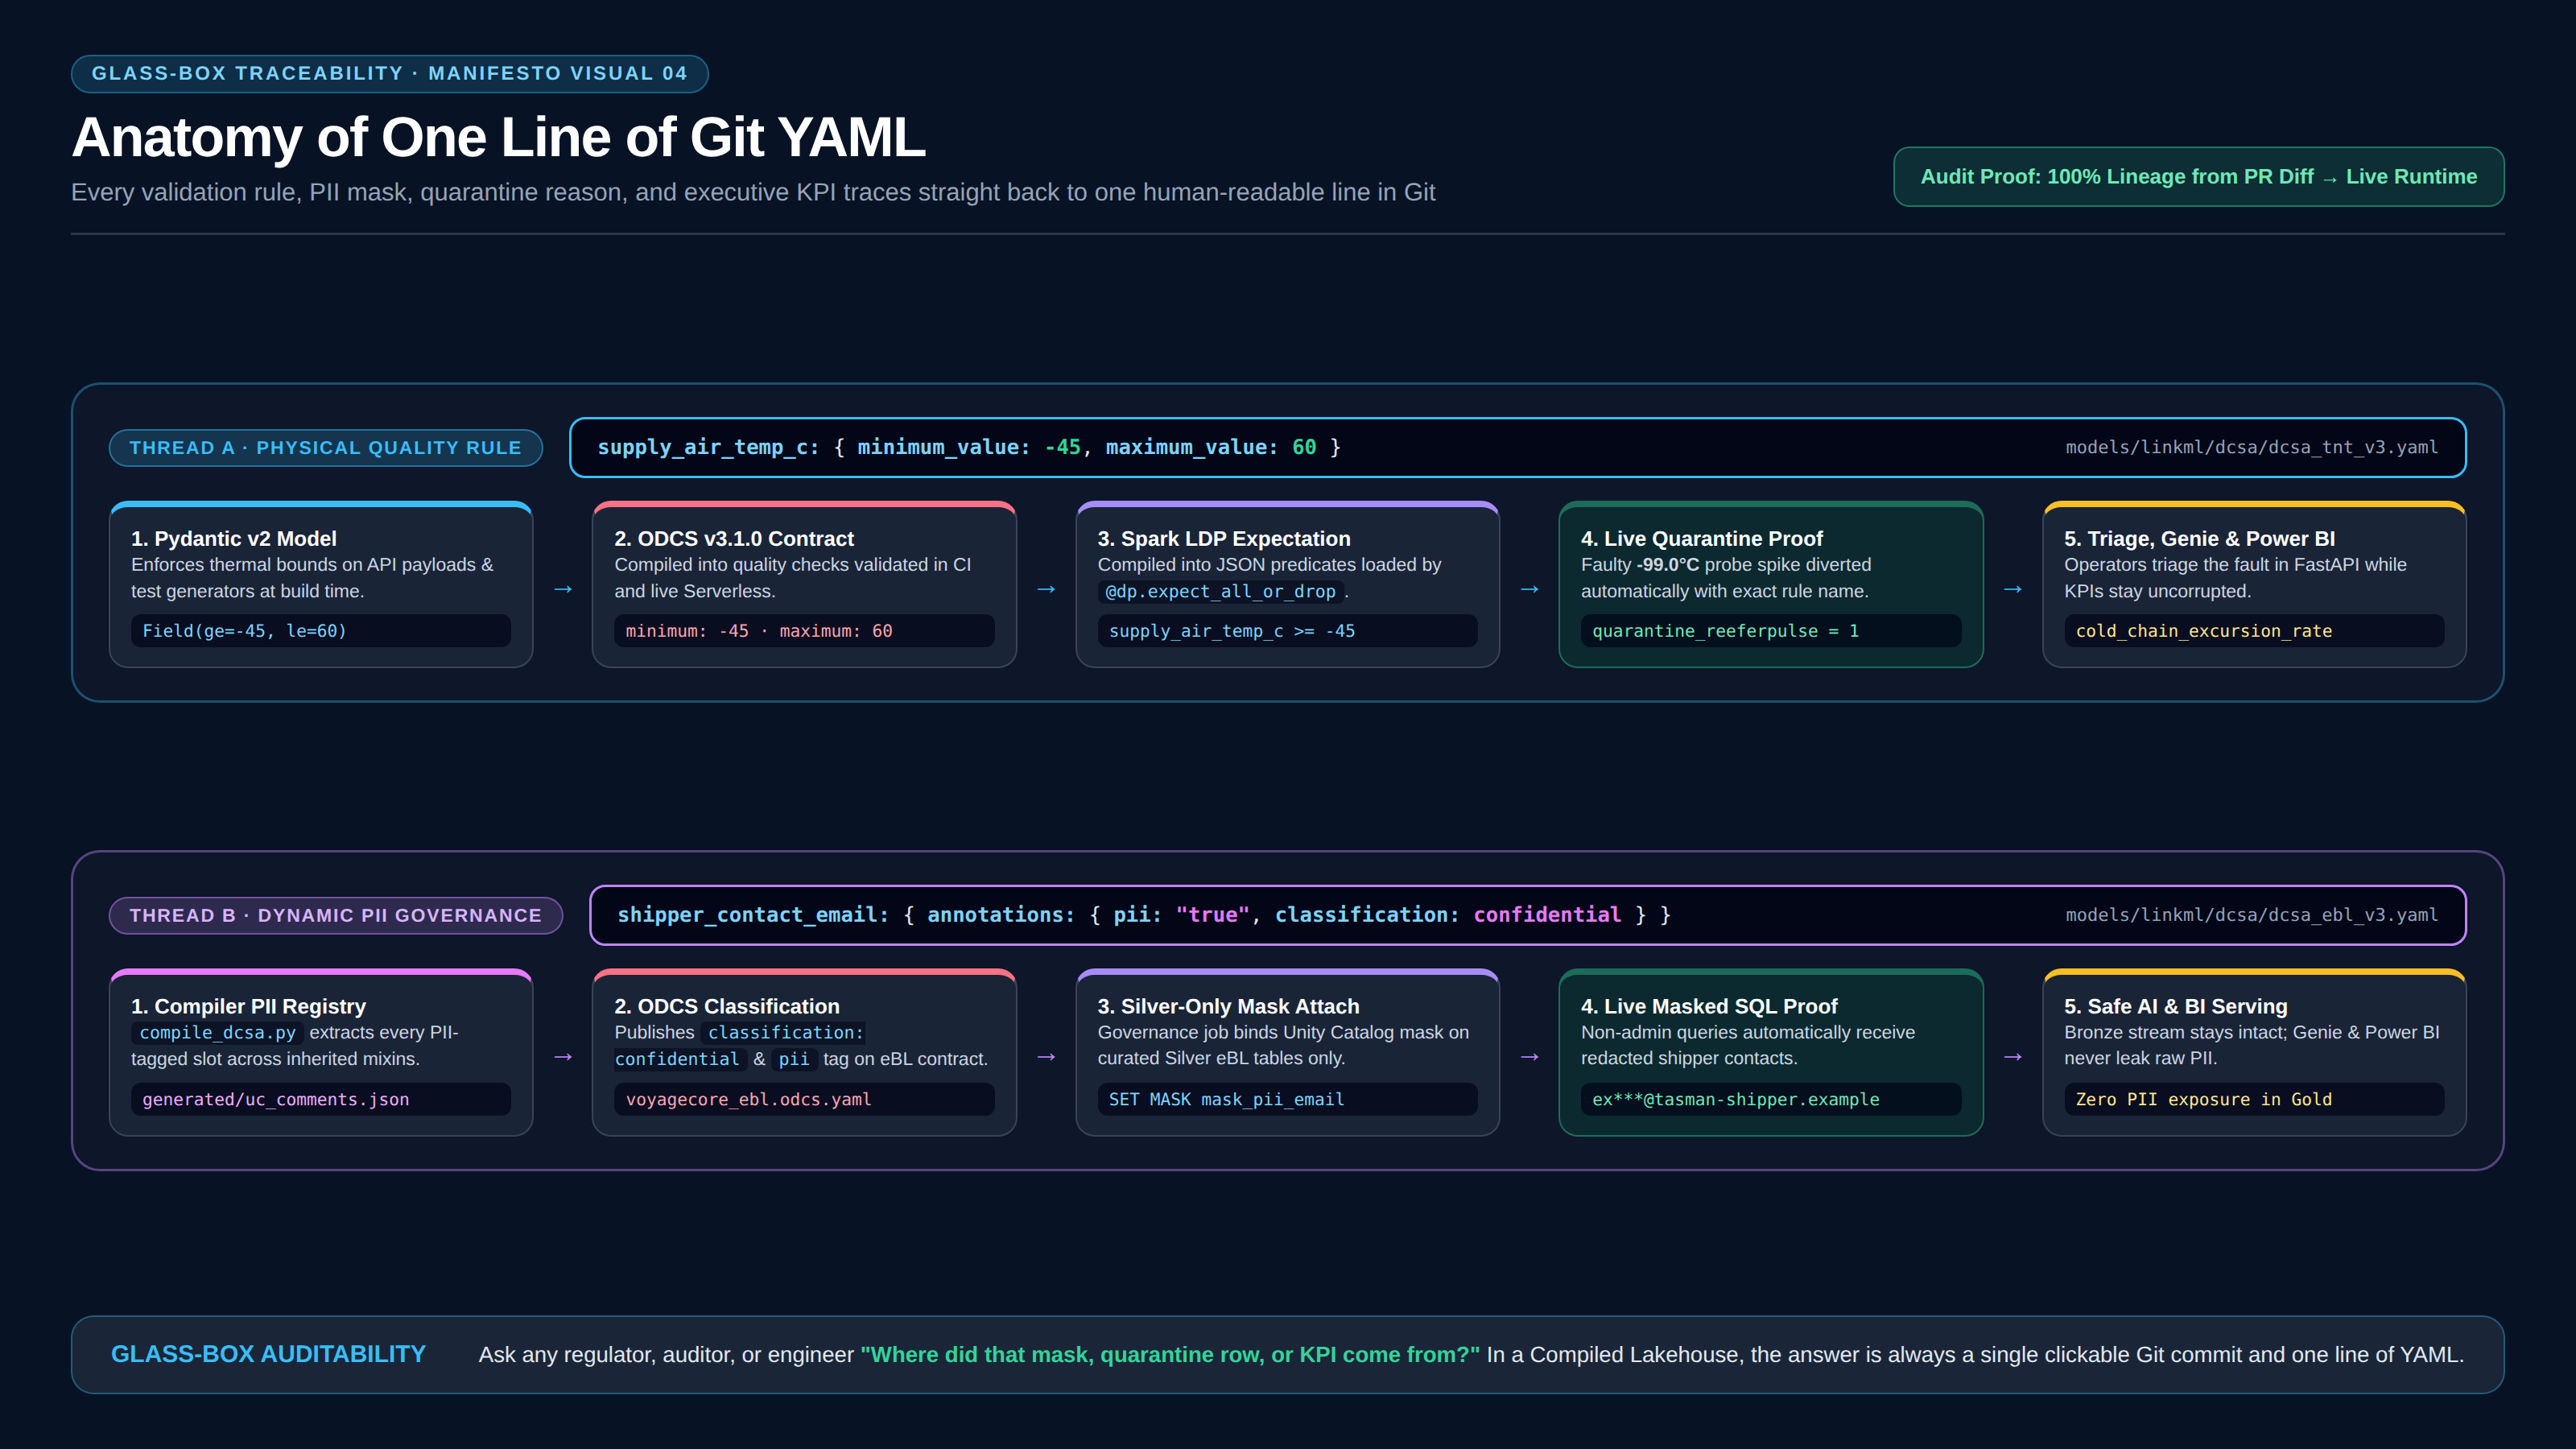 GLASS-BOX TRACEABILITY · MANIFESTO VISUAL 04
Anatomy of One Line of Git YAML
Every validation rule, PII mask, quarantine reason, and executive KPI traces straight back to one human-readable line in Git
Audit Proof: 100% Lineage from PR Diff → Live Runtime
THREAD A · PHYSICAL QUALITY RULE
supply_air_temp_c: { minimum_value: -45, maximum_value: 60 }
models/linkml/dcsa/dcsa_tnt_v3.yaml
1. Pydantic v2 Model
Enforces thermal bounds on API payloads &
test generators at build time.
Field(ge=-45, le=60)
→
2. ODCS v3.1.0 Contract
Compiled into quality checks validated in CI
and live Serverless.
minimum: -45 · maximum: 60
→
3. Spark LDP Expectation
Compiled into JSON predicates loaded by
@dp.expect_all_or_drop.
supply_air_temp_c >= -45
→
4. Live Quarantine Proof
Faulty -99.0°C probe spike diverted
automatically with exact rule name.
quarantine_reeferpulse = 1
→
5. Triage, Genie & Power BI
Operators triage the fault in FastAPI while
KPIs stay uncorrupted.
cold_chain_excursion_rate
THREAD B · DYNAMIC PII GOVERNANCE
shipper_contact_email: { annotations: { pii: "true", classification: confidential } }
models/linkml/dcsa/dcsa_ebl_v3.yaml
1. Compiler PII Registry
compile_dcsa.py extracts every PII-
tagged slot across inherited mixins.
generated/uc_comments.json
→
2. ODCS Classification
Publishes classification:
confidential & pii tag on eBL contract.
voyagecore_ebl.odcs.yaml
→
3. Silver-Only Mask Attach
Governance job binds Unity Catalog mask on
curated Silver eBL tables only.
SET MASK mask_pii_email
→
4. Live Masked SQL Proof
Non-admin queries automatically receive
redacted shipper contacts.
ex***@tasman-shipper.example
→
5. Safe AI & BI Serving
Bronze stream stays intact; Genie & Power BI
never leak raw PII.
Zero PII exposure in Gold
GLASS-BOX AUDITABILITY
Ask any regulator, auditor, or engineer "Where did that mask, quarantine row, or KPI come from?" In a Compiled Lakehouse, the answer is always a single clickable Git commit and one line of YAML.